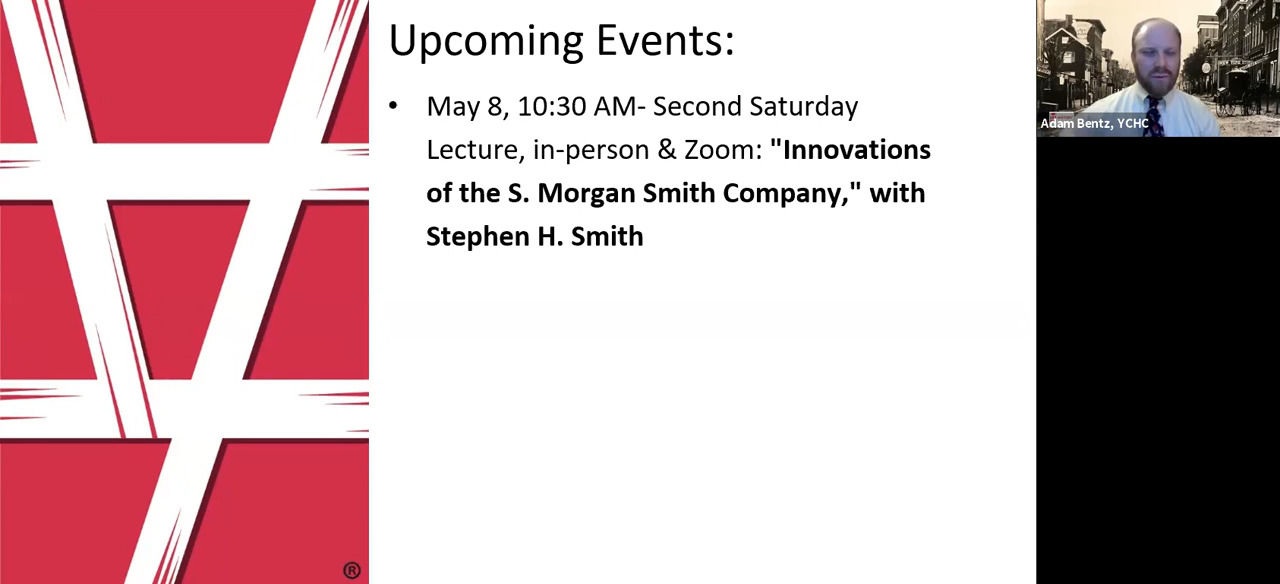 Upcoming Events:
• May 8, 10:30 AM- Second Saturday
Lecture, in-person & Zoom: "Innovations
of the S. Morgan Smith Company," with
Stephen H. Smith
Adam Bentz, YCHC
®